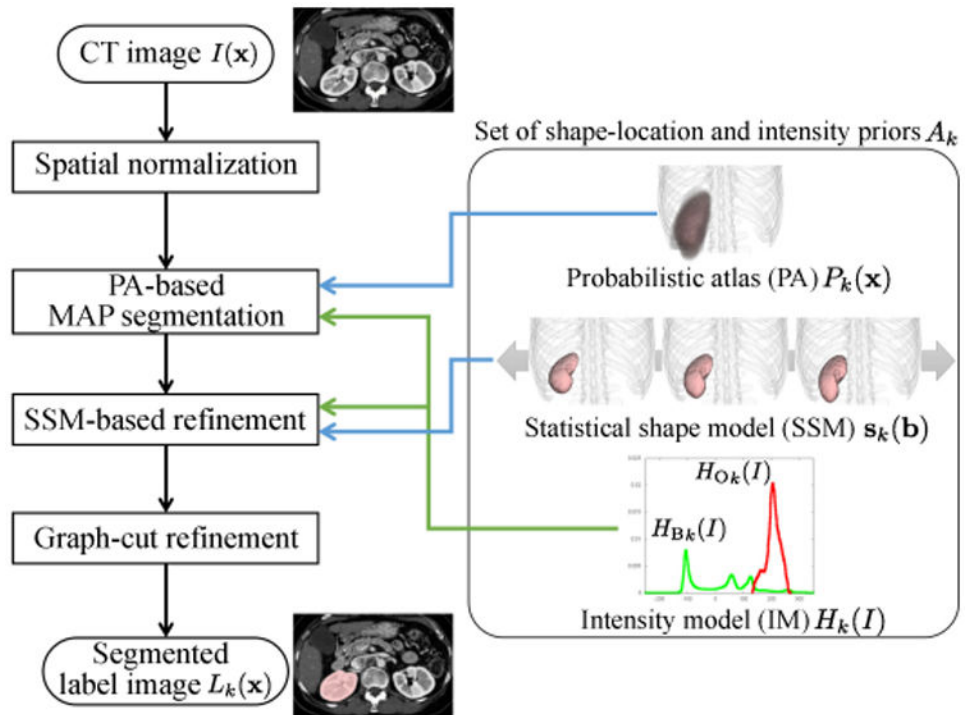 CT image I(x)
Spatial normalization
PA-based
MAP segmentation
SSM-based refinement
Graph-cut refinement
Segmented
label image Lₖ(x)
Set of shape-location and intensity priors Aₖ
Probabilistic atlas (PA) Pₖ(x)
Statistical shape model (SSM) sₖ(b)
H_Ok(I)
H_Bk(I)
Intensity model (IM) Hₖ(I)